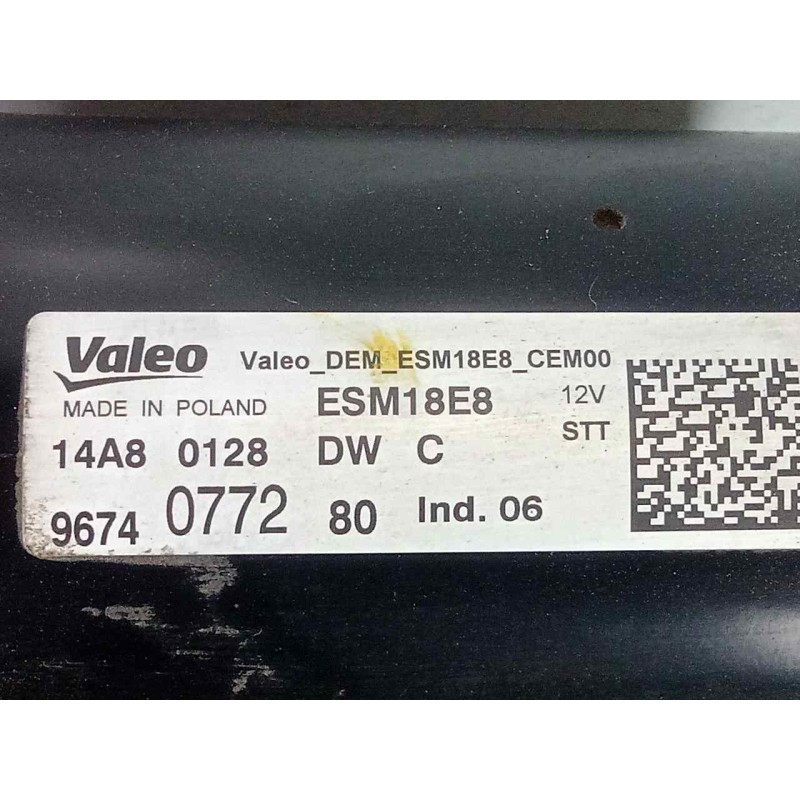 Valeo Valeo_DEM_ESM18E8_CEM00
MADE IN POLAND ESM18E8 12V
14A8 0128 DW C STT
9674 0772 80 Ind. 06